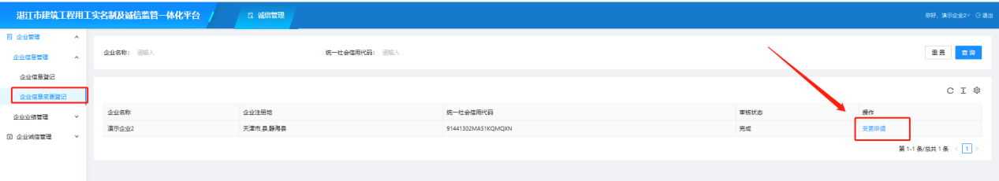 湛江市建筑工程用工实名制及诚信监管一体化平台 诚信管理 你好，演示企业2 退出
企业管理
企业信息管理
企业信息登记
企业信息变更登记
企业业绩管理
企业诚信管理
企业名称： 请输入 统一社会信用代码： 请输入 重置 查询
企业名称 企业注册地 统一社会信用代码 审核状态 操作
演示企业2 天津市,县,静海县 91441302MA51KQMQXN 完成 变更申请
第 1-1 条/总共 1 条 < 1 >